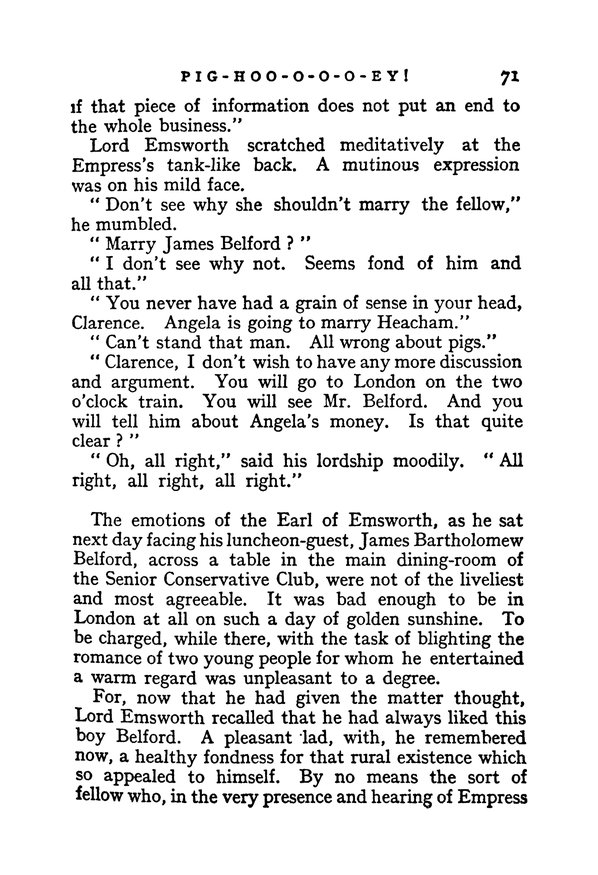 PIG-HOO-O-O-O-EY! 71
if that piece of information does not put an end to
the whole business."
Lord Emsworth scratched meditatively at the
Empress's tank-like back. A mutinous expression
was on his mild face.
" Don't see why she shouldn't marry the fellow,"
he mumbled.
" Marry James Belford ? "
" I don't see why not. Seems fond of him and
all that."
" You never have had a grain of sense in your head,
Clarence. Angela is going to marry Heacham."
" Can't stand that man. All wrong about pigs."
" Clarence, I don't wish to have any more discussion
and argument. You will go to London on the two
o'clock train. You will see Mr. Belford. And you
will tell him about Angela's money. Is that quite
clear ? "
" Oh, all right," said his lordship moodily. " All
right, all right, all right."
The emotions of the Earl of Emsworth, as he sat
next day facing his luncheon-guest, James Bartholomew
Belford, across a table in the main dining-room of
the Senior Conservative Club, were not of the liveliest
and most agreeable. It was bad enough to be in
London at all on such a day of golden sunshine. To
be charged, while there, with the task of blighting the
romance of two young people for whom he entertained
a warm regard was unpleasant to a degree.
For, now that he had given the matter thought,
Lord Emsworth recalled that he had always liked this
boy Belford. A pleasant lad, with, he remembered
now, a healthy fondness for that rural existence which
so appealed to himself. By no means the sort of
fellow who, in the very presence and hearing of Empress